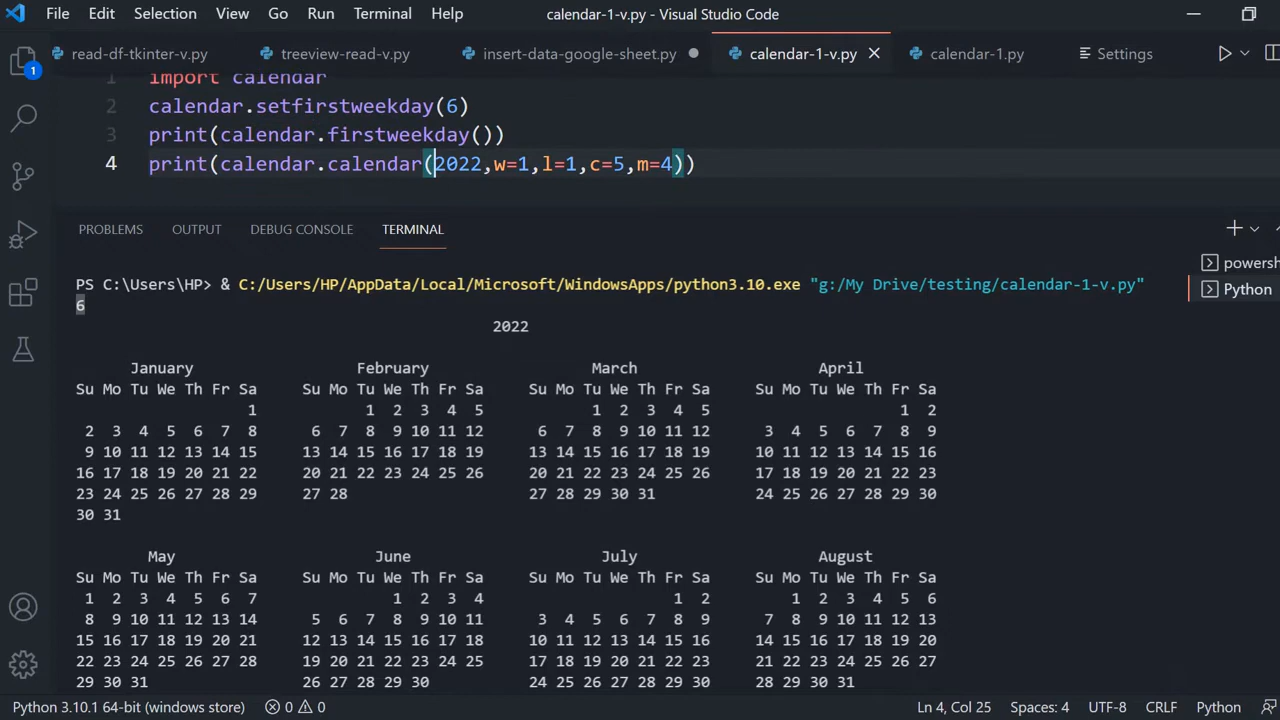 File Edit Selection View Go Run Terminal Help calendar-1-v.py - Visual Studio Code
read-df-tkinter-v.py treeview-read-v.py insert-data-google-sheet.py calendar-1-v.py calendar-1.py Settings
1 import calendar
2 calendar.setfirstweekday(6)
3 print(calendar.firstweekday())
4 print(calendar.calendar(2022,w=1,l=1,c=5,m=4))
1
PROBLEMS OUTPUT DEBUG CONSOLE TERMINAL
powersh
Python
PS C:\Users\HP> & C:/Users/HP/AppData/Local/Microsoft/WindowsApps/python3.10.exe "g:/My Drive/testing/calendar-1-v.py"
6
2022
January February March April
Su Mo Tu We Th Fr Sa Su Mo Tu We Th Fr Sa Su Mo Tu We Th Fr Sa Su Mo Tu We Th Fr Sa
1 1 2 3 4 5 1 2 3 4 5 1 2
2 3 4 5 6 7 8 6 7 8 9 10 11 12 6 7 8 9 10 11 12 3 4 5 6 7 8 9
9 10 11 12 13 14 15 13 14 15 16 17 18 19 13 14 15 16 17 18 19 10 11 12 13 14 15 16
16 17 18 19 20 21 22 20 21 22 23 24 25 26 20 21 22 23 24 25 26 17 18 19 20 21 22 23
23 24 25 26 27 28 29 27 28 27 28 29 30 31 24 25 26 27 28 29 30
30 31
May June July August
Su Mo Tu We Th Fr Sa Su Mo Tu We Th Fr Sa Su Mo Tu We Th Fr Sa Su Mo Tu We Th Fr Sa
1 2 3 4 5 6 7 1 2 3 4 1 2 1 2 3 4 5 6
8 9 10 11 12 13 14 5 6 7 8 9 10 11 3 4 5 6 7 8 9 7 8 9 10 11 12 13
15 16 17 18 19 20 21 12 13 14 15 16 17 18 10 11 12 13 14 15 16 14 15 16 17 18 19 20
22 23 24 25 26 27 28 19 20 21 22 23 24 25 17 18 19 20 21 22 23 21 22 23 24 25 26 27
29 30 31 26 27 28 29 30 24 25 26 27 28 29 30 28 29 30 31
Python 3.10.1 64-bit (windows store) 0 0 Ln 4, Col 25 Spaces: 4 UTF-8 CRLF Python